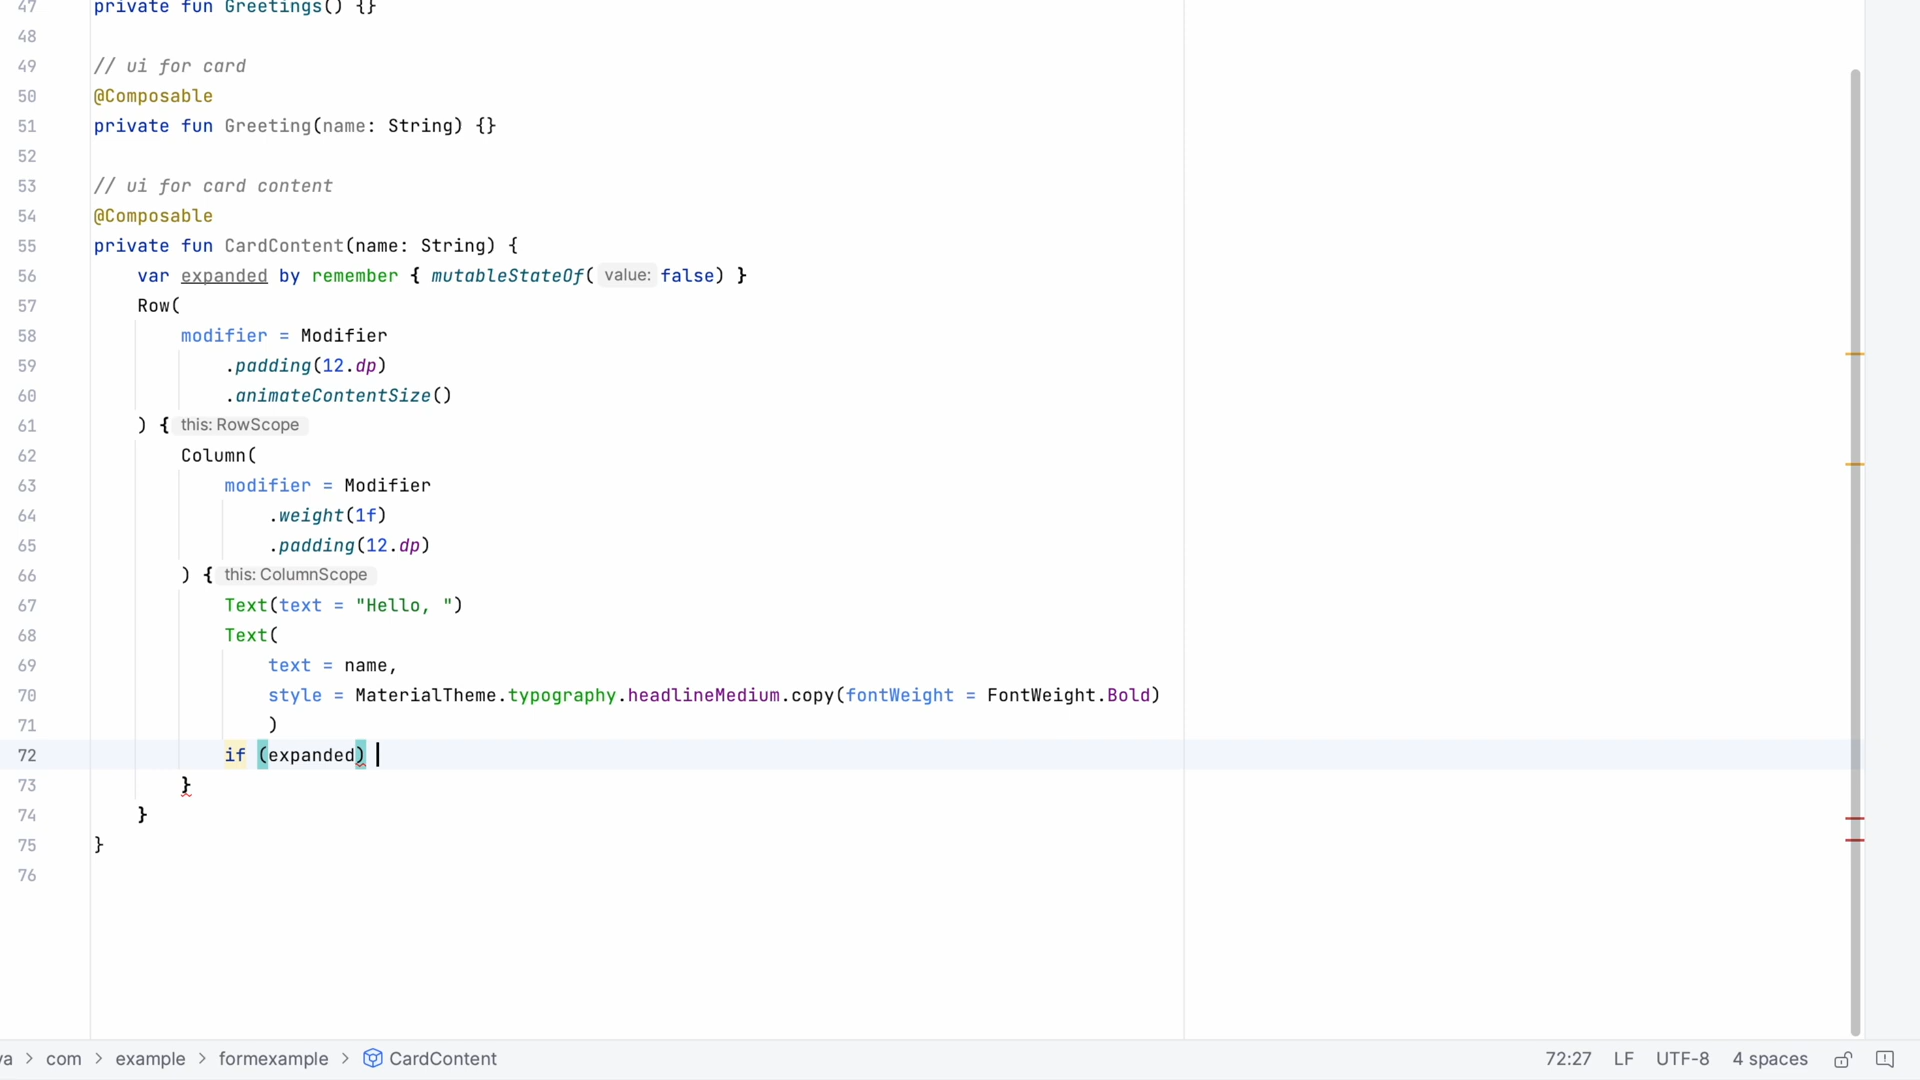 47 private fun Greetings() {}
48
49 // ui for card
50 @Composable
51 private fun Greeting(name: String) {}
52
53 // ui for card content
54 @Composable
55 private fun CardContent(name: String) {
56 var expanded by remember { mutableStateOf( value: false) }
57 Row(
58 modifier = Modifier
59 .padding(12.dp)
60 .animateContentSize()
61 ) { this: RowScope
62 Column(
63 modifier = Modifier
64 .weight(1f)
65 .padding(12.dp)
66 ) { this: ColumnScope
67 Text(text = "Hello, ")
68 Text(
69 text = name,
70 style = MaterialTheme.typography.headlineMedium.copy(fontWeight = FontWeight.Bold)
71 )
72 if (expanded)
73 }
74 }
75 }
76
va > com > example > formexample > CardContent 72:27 LF UTF-8 4 spaces